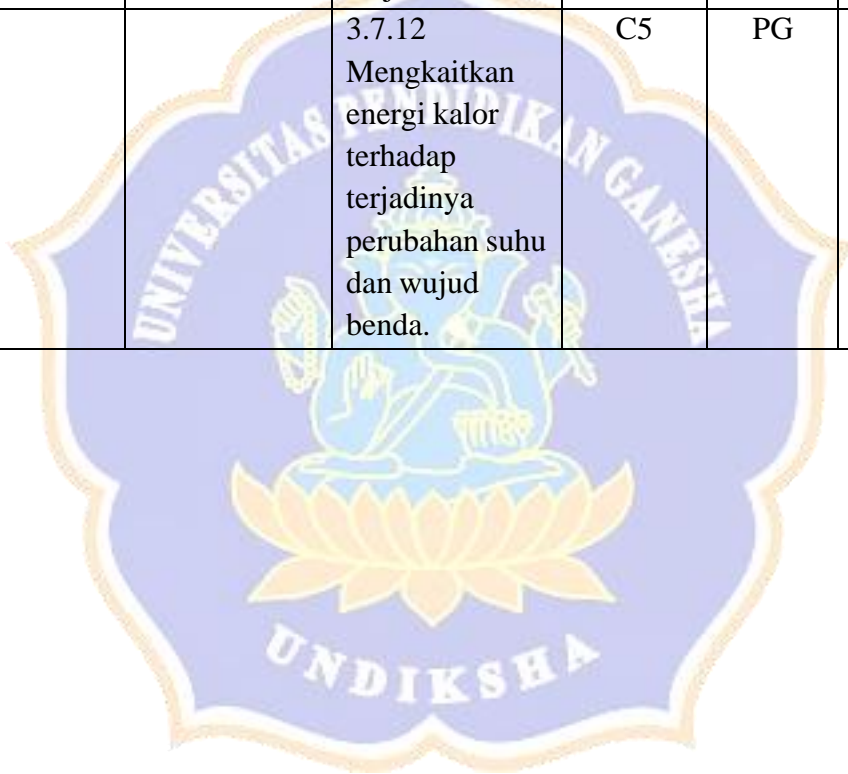 3.7.12 C5 PG
Mengkaitkan
energi kalor
terhadap
terjadinya
perubahan suhu
dan wujud
benda.
UNIVERSITAS PENDIDIKAN GANESHA
UNDIKSHA